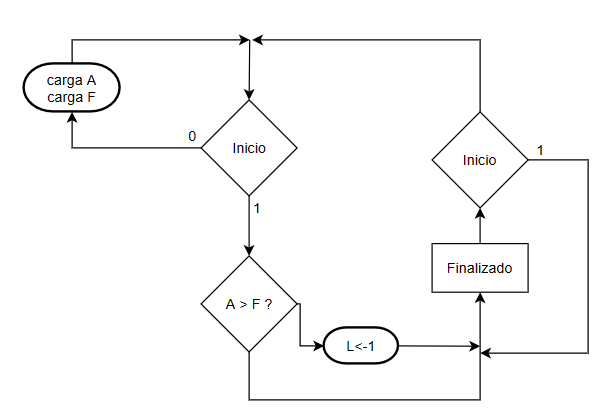 carga A
carga F
0
Inicio
1
Inicio
1
Finalizado
A > F ?
L<-1